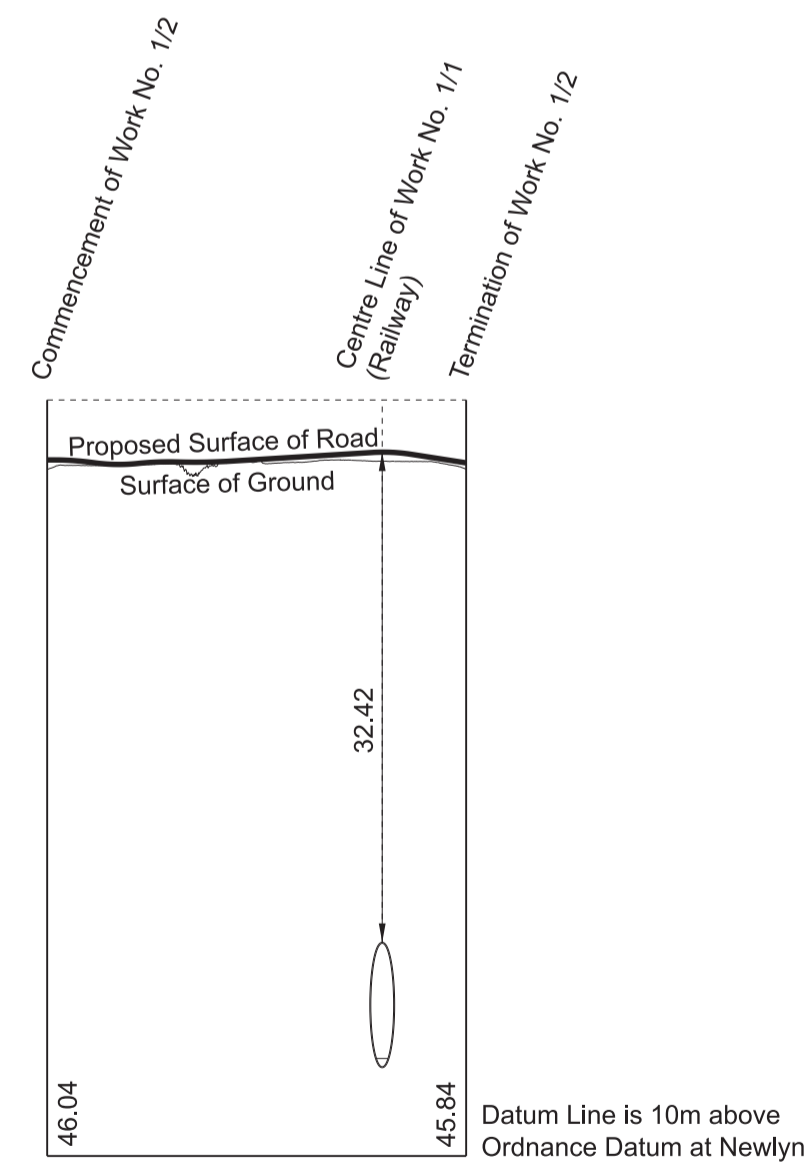 Commencement of Work No. 1/2
Centre Line of Work No. 1/1
(Railway)
Termination of Work No. 1/2
Proposed Surface of Road
Surface of Ground
32.42
46.04
45.84
Datum Line is 10m above
Ordnance Datum at Newlyn